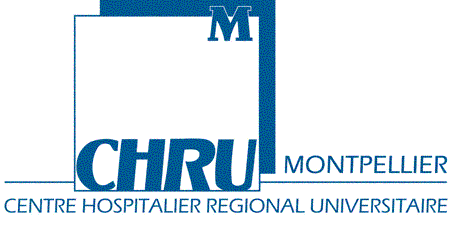 M
CHRU MONTPELLIER
CENTRE HOSPITALIER REGIONAL UNIVERSITAIRE